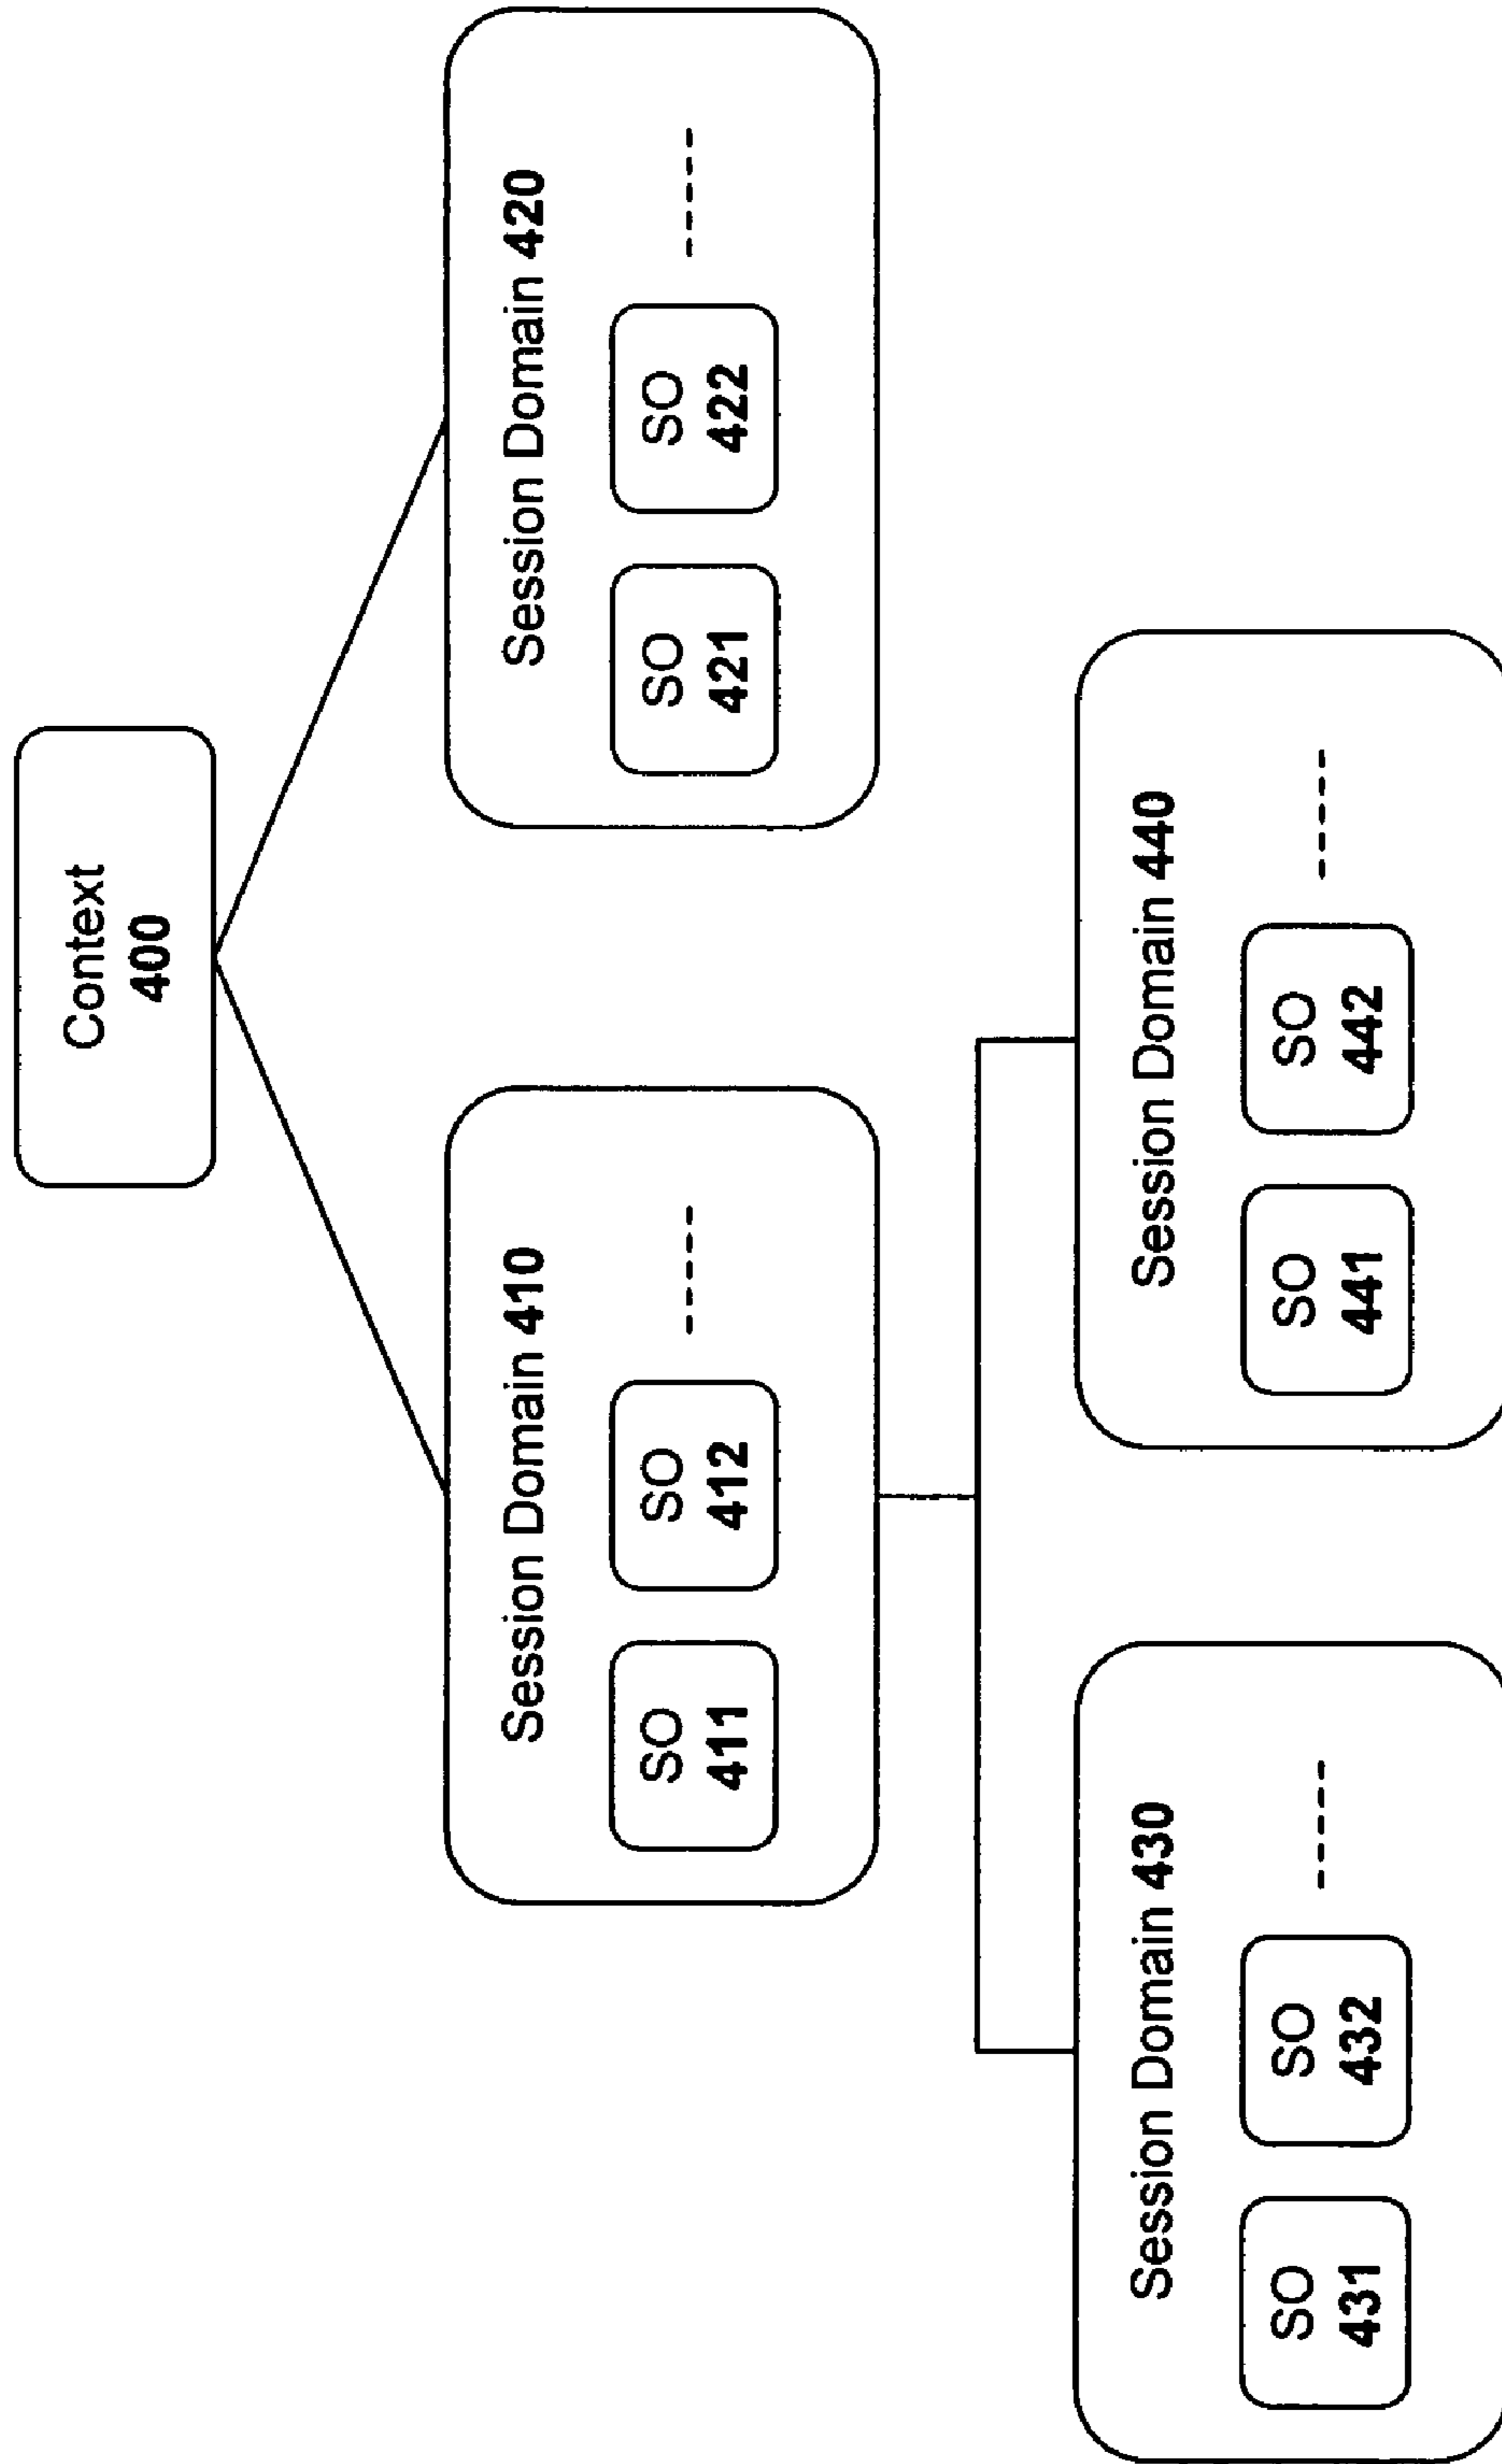 Context
400
Session Domain 410
SO
411
SO
412
Session Domain 420
SO
421
SO
422
Session Domain 430
SO
431
SO
432
Session Domain 440
SO
441
SO
442